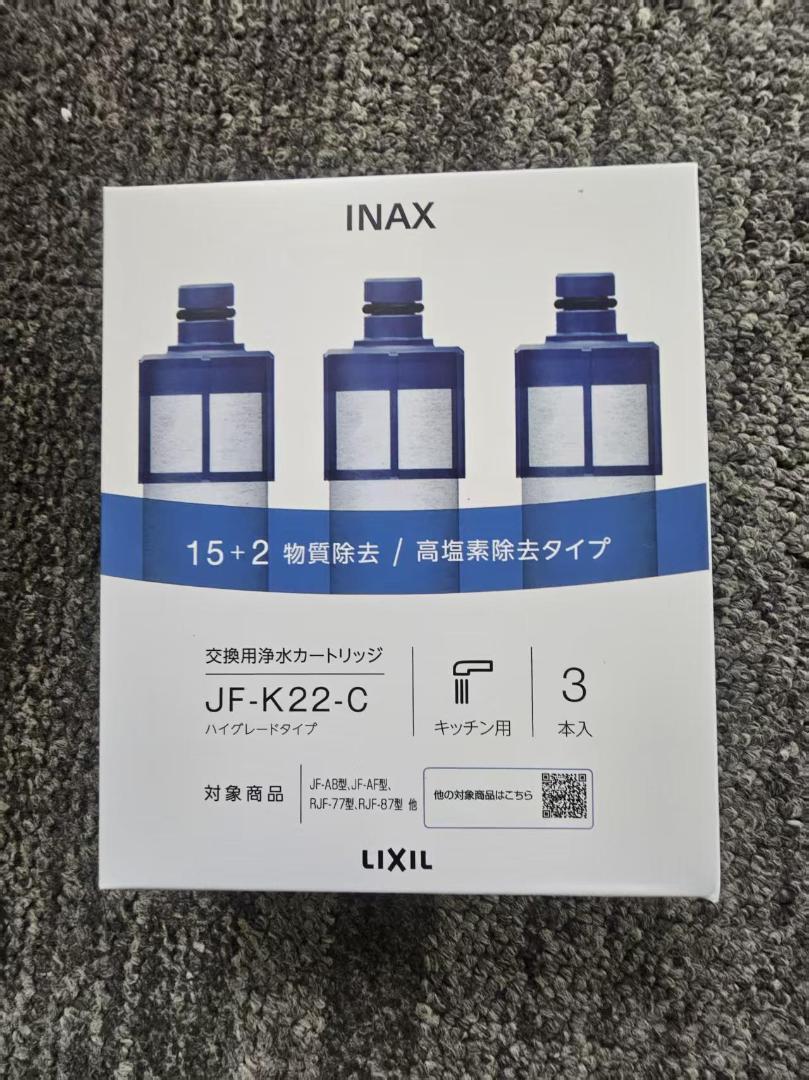 INAX
15+2 物質除去 / 高塩素除去タイプ
交換用浄水カートリッジ
JF-K22-C
ハイグレードタイプ
キッチン用
3
本入
対象商品
JF-AB型、JF-AF型、
RJF-77型、RJF-87型 他
他の対象商品はこちら
LIXIL